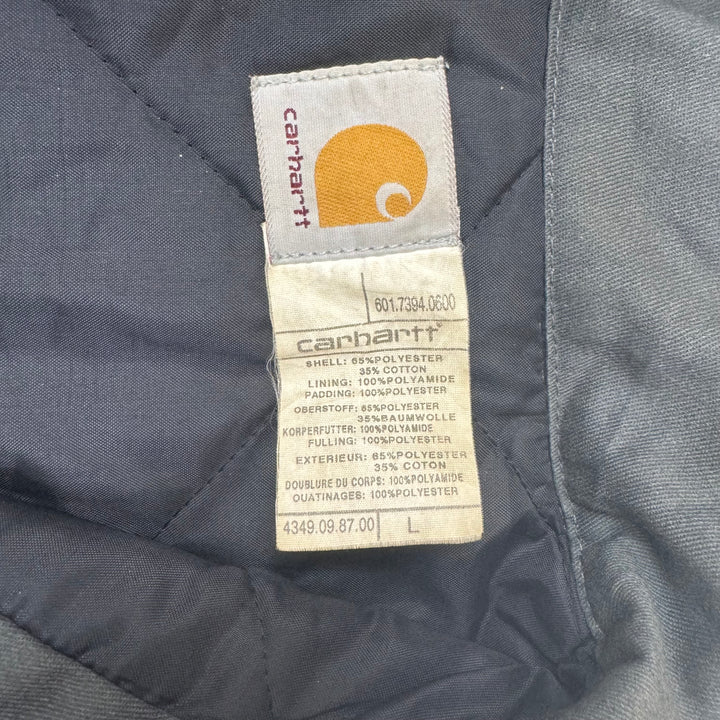 carhartt
601.7394.0600
carhartt
SHELL: 65%POLYESTER
35% COTTON
LINING: 100%POLYAMIDE
PADDING: 100%POLYESTER
OBERSTOFF: 65%POLYESTER
35%BAUMWOLLE
KORPERFUTTER: 100%POLYAMIDE
FULLING: 100%POLYESTER
EXTERIEUR: 65%POLYESTER
35% COTON
DOUBLURE DU CORPS: 100%POLYAMIDE
OUATINAGES: 100%POLYESTER
4349.09.87.00 L